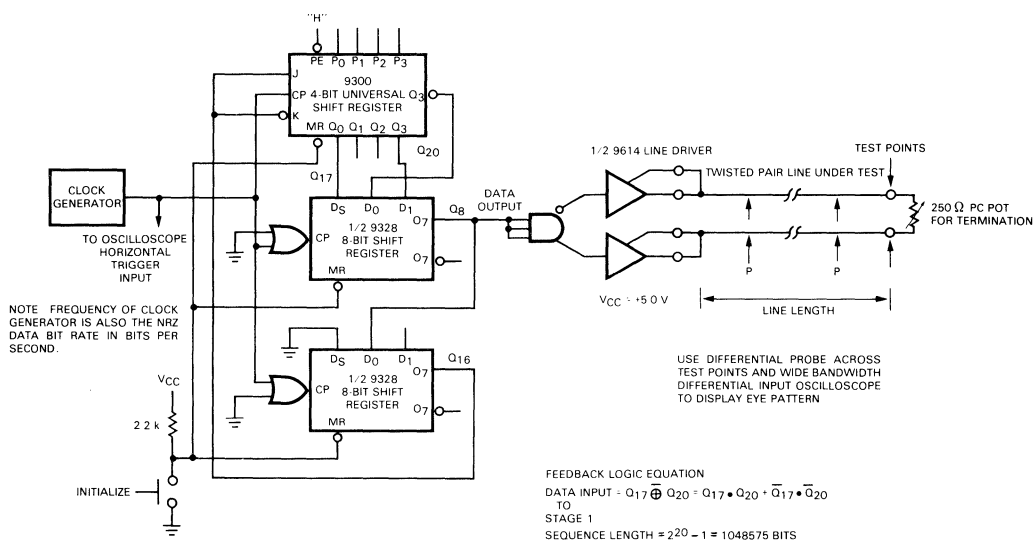 "H"
PE P0 P1 P2 P3
J
9300
CP 4-BIT UNIVERSAL Q3
SHIFT REGISTER
K
MR Q0 Q1 Q2 Q3
Q20
Q17
CLOCK
GENERATOR
TO OSCILLOSCOPE
HORIZONTAL
TRIGGER
INPUT
DS D0 D1
O7
CP
1/2 9328
8-BIT SHIFT
REGISTER
O7
MR
Q8
DATA
OUTPUT
1/2 9614 LINE DRIVER
TEST POINTS
TWISTED PAIR LINE UNDER TEST
250 Ω PC POT
FOR TERMINATION
P
P
VCC = +5 0 V
LINE LENGTH
NOTE FREQUENCY OF CLOCK
GENERATOR IS ALSO THE NRZ
DATA BIT RATE IN BITS PER
SECOND.
DS D0 D1
O7
Q16
CP
1/2 9328
8-BIT SHIFT
REGISTER
O7
MR
USE DIFFERENTIAL PROBE ACROSS
TEST POINTS AND WIDE BANDWIDTH
DIFFERENTIAL INPUT OSCILLOSCOPE
TO DISPLAY EYE PATTERN
VCC
2 2 k
INITIALIZE
FEEDBACK LOGIC EQUATION
DATA INPUT = Q17 ⊕̅ Q20 = Q17 • Q20 + Q̅17 • Q̅20
TO
STAGE 1
SEQUENCE LENGTH = 2^20 – 1 = 1048575 BITS